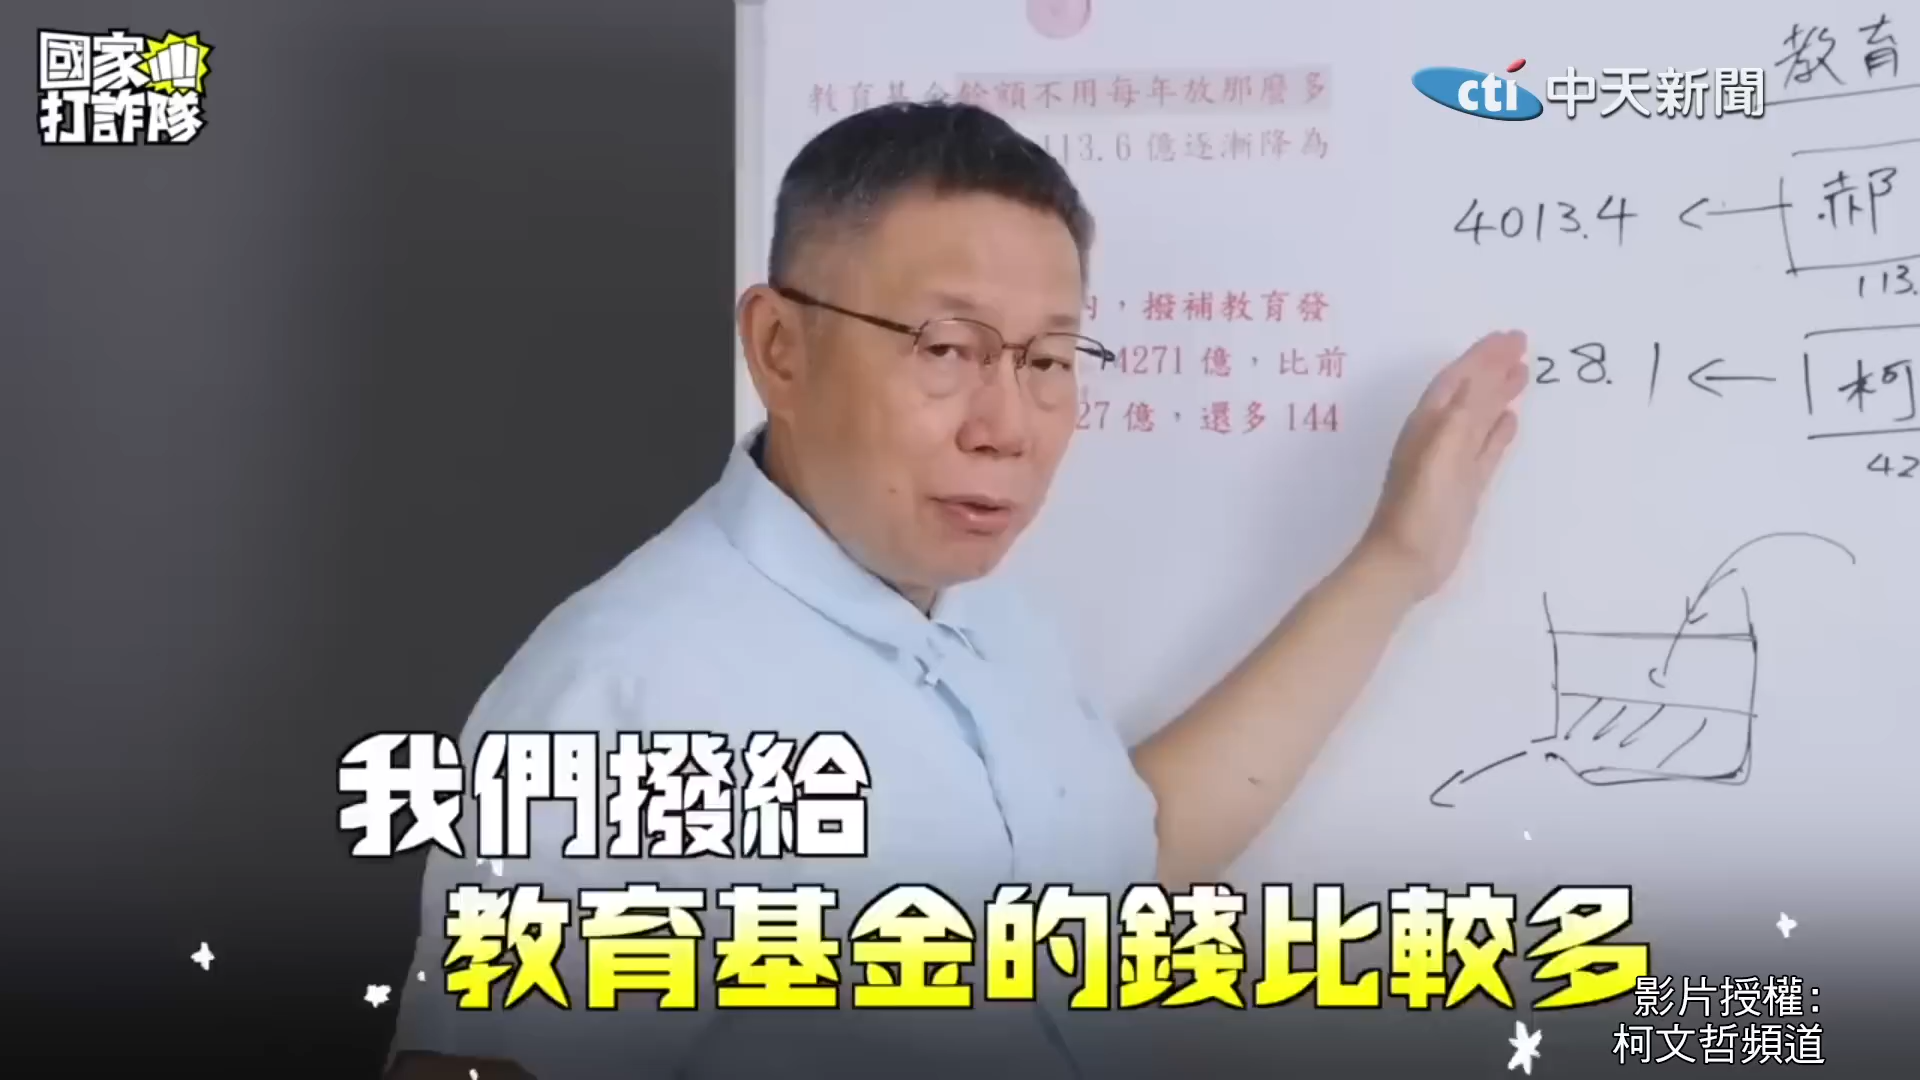 國家
打詐隊
cti 中天新聞
教育
教育基金餘額不用每年放那麼多
113.6 億逐漸降為
4013.4 ← 郝
113.
，撥補教育發
4271 億，比前
27 億，還多 144
28.1 ← 柯
42
我們撥給
教育基金的錢比較多
影片授權:
柯文哲頻道